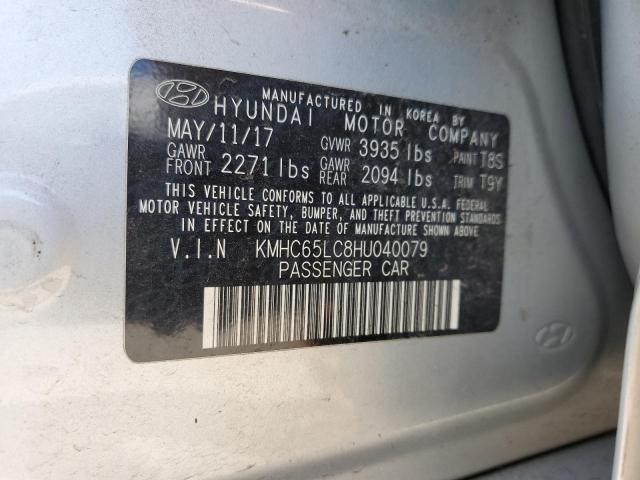 MANUFACTURED IN KOREA BY
HYUNDAI MOTOR COMPANY
MAY/11/17 GVWR 3935 lbs PAINT T8S
GAWR FRONT 2271 lbs GAWR REAR 2094 lbs TRIM T9Y
THIS VEHICLE CONFORMS TO ALL APPLICABLE U.S.A. FEDERAL
MOTOR VEHICLE SAFETY, BUMPER, AND THEFT PREVENTION STANDARDS
IN EFFECT ON THE DATE OF MANUFACTURE SHOWN ABOVE.
V.I.N KMHC65LC8HU040079
PASSENGER CAR